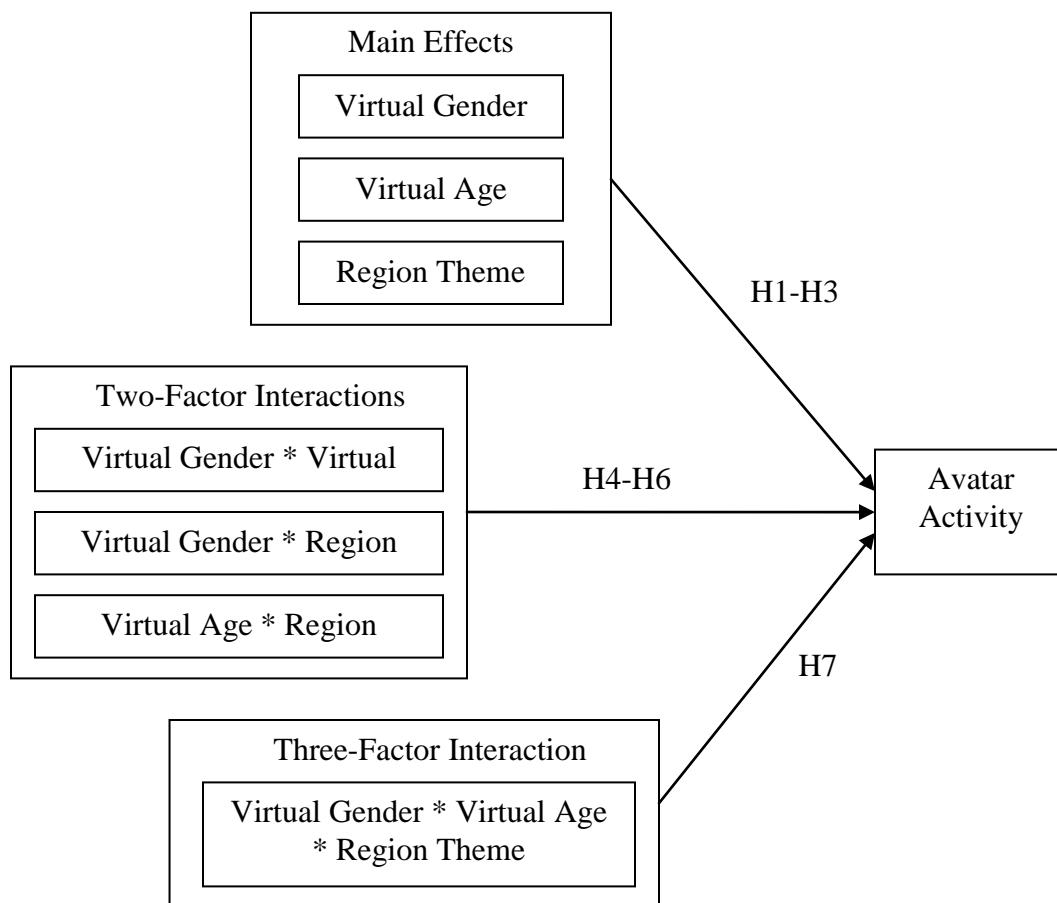 Main Effects
Virtual Gender
Virtual Age
Region Theme
H1-H3
Two-Factor Interactions
Virtual Gender * Virtual
Virtual Gender * Region
Virtual Age * Region
H4-H6
Avatar
Activity
H7
Three-Factor Interaction
Virtual Gender * Virtual Age
* Region Theme